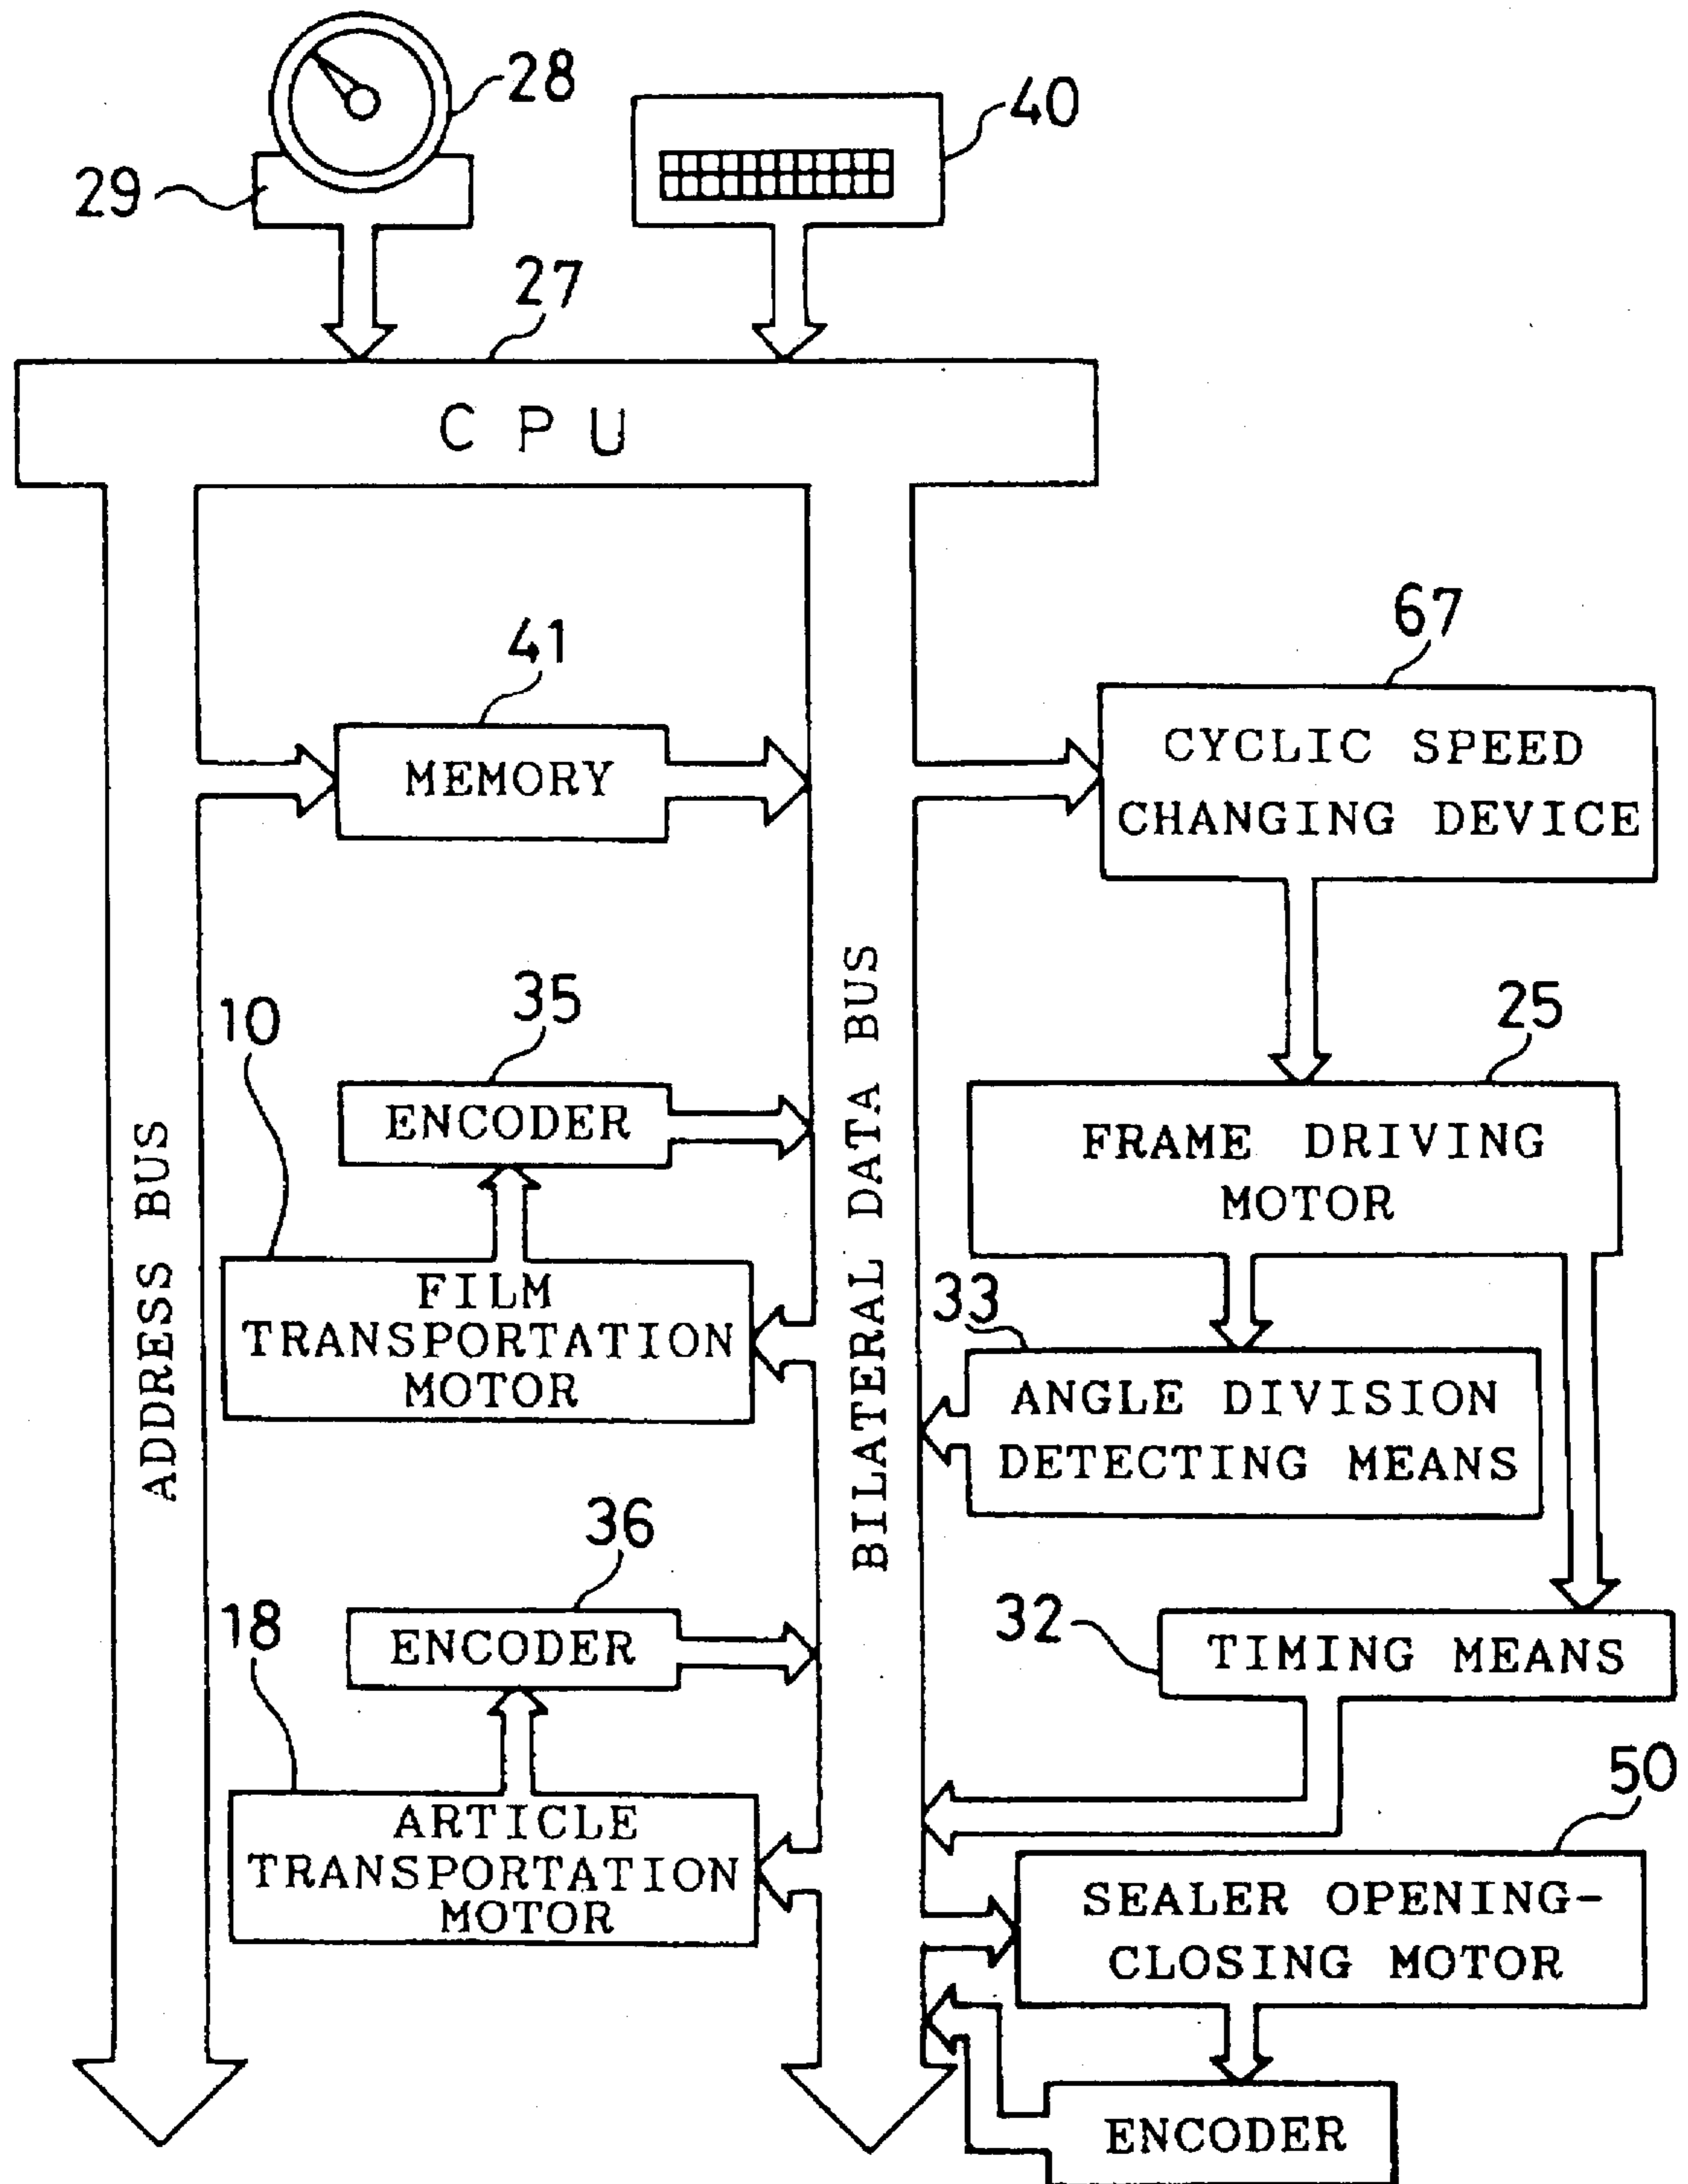 28
40
29
27
CPU
41
67
MEMORY
CYCLIC SPEED
CHANGING DEVICE
35
10
25
ENCODER
FRAME DRIVING
MOTOR
ADDRESS BUS
BILATERAL DATA BUS
FILM
TRANSPORTATION
MOTOR
33
ANGLE DIVISION
DETECTING MEANS
36
18
32
ENCODER
TIMING MEANS
50
ARTICLE
TRANSPORTATION
MOTOR
SEALER OPENING-
CLOSING MOTOR
ENCODER